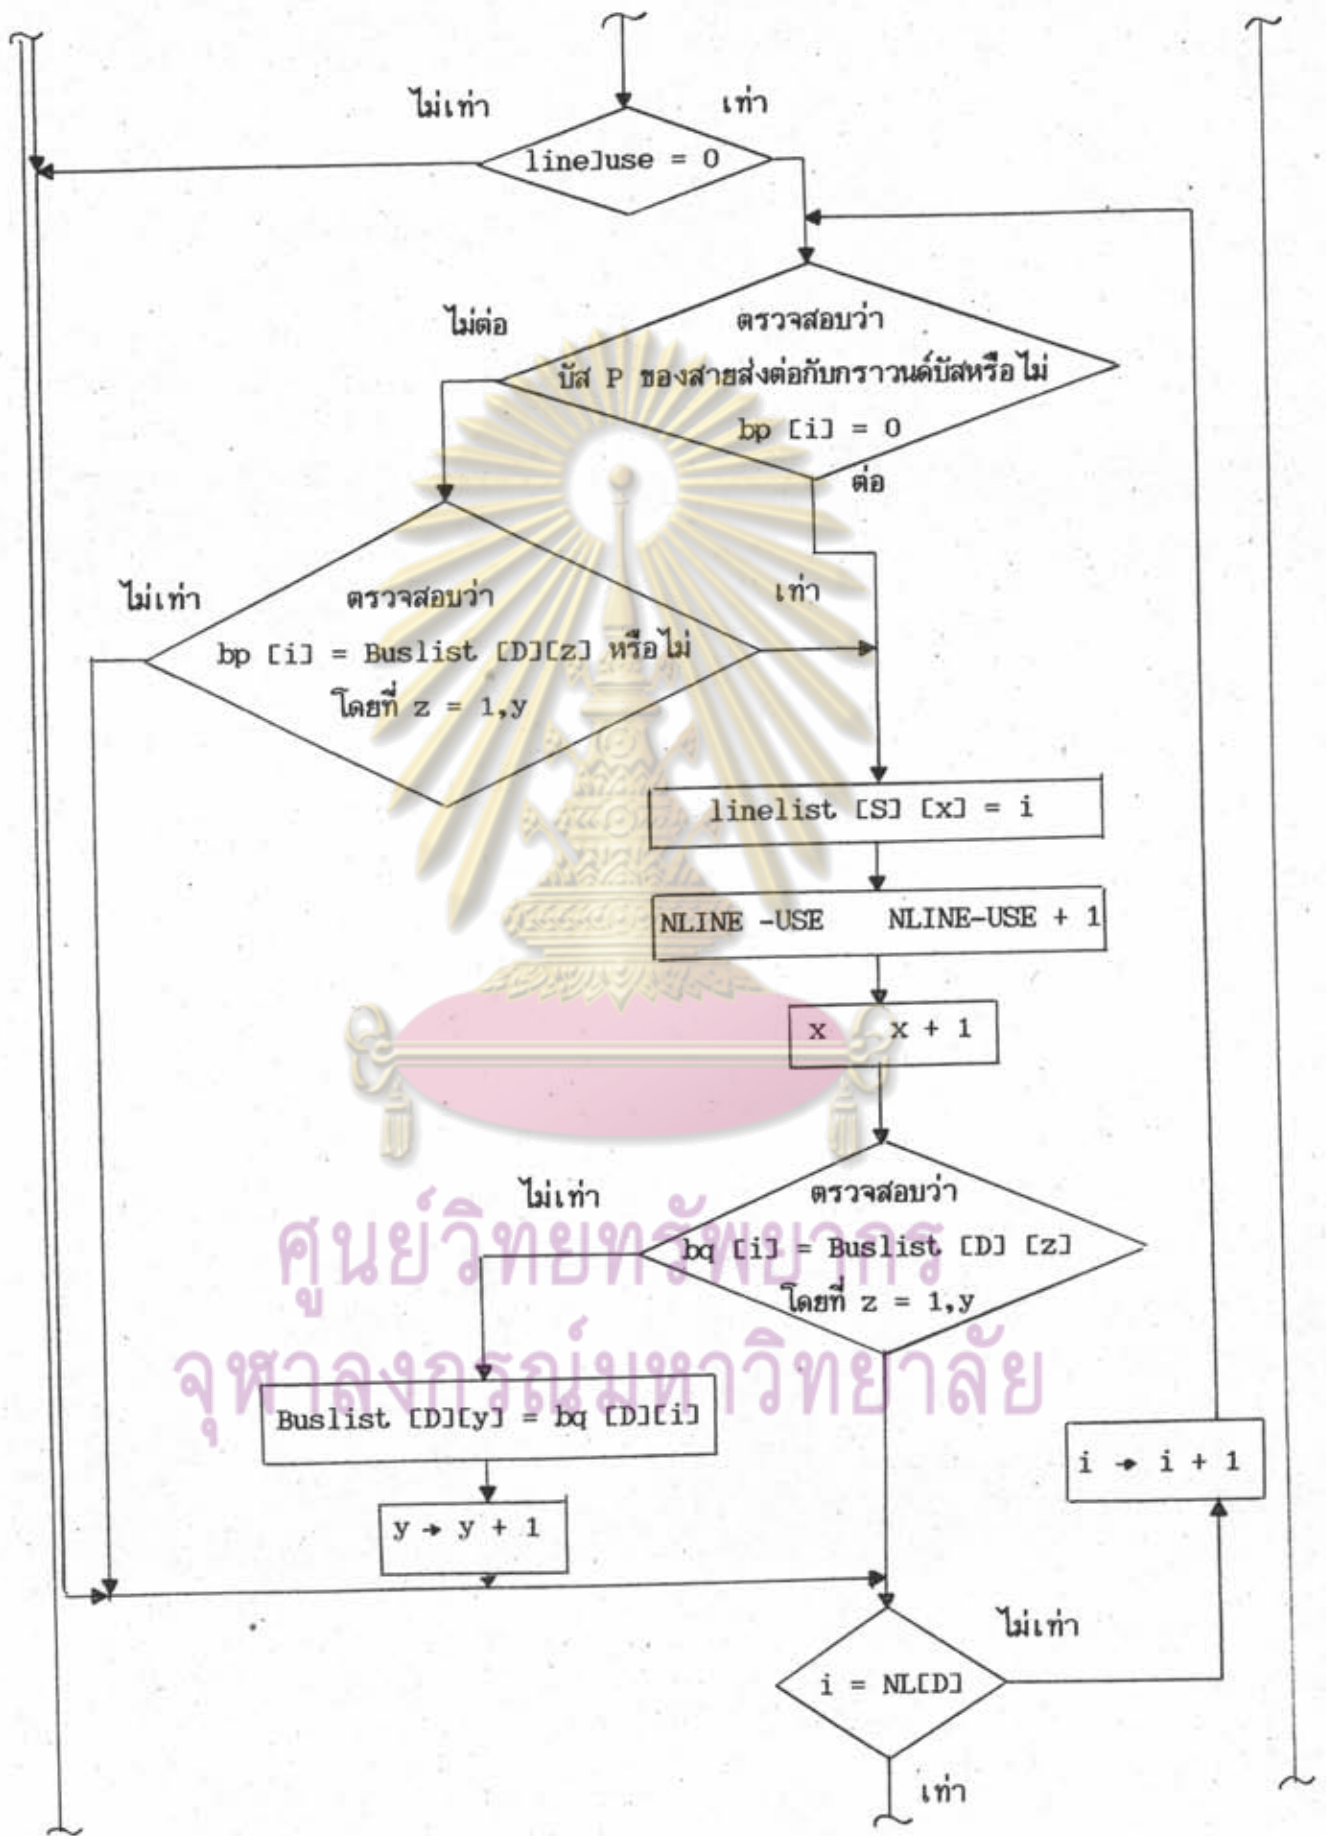 ไม่เท่า
เท่า
line]use = 0
ไม่ต่อ
ตรวจสอบว่า
บัส P ของสายส่งต่อกับกราวนด์บัสหรือไม่
bp [i] = 0
ต่อ
ไม่เท่า
ตรวจสอบว่า
เท่า
bp [i] = Buslist [D][z] หรือไม่
โดยที่ z = 1,y
linelist [S] [x] = i
NLINE -USE NLINE-USE + 1
x x + 1
ไม่เท่า
ตรวจสอบว่า
bq [i] = Buslist [D] [z]
โดยที่ z = 1,y
ศูนย์วิทยทรัพยากร
จุฬาลงกรณ์มหาวิทยาลัย
Buslist [D][y] = bq [D][i]
i → i + 1
y → y + 1
ไม่เท่า
i = NL[D]
เท่า